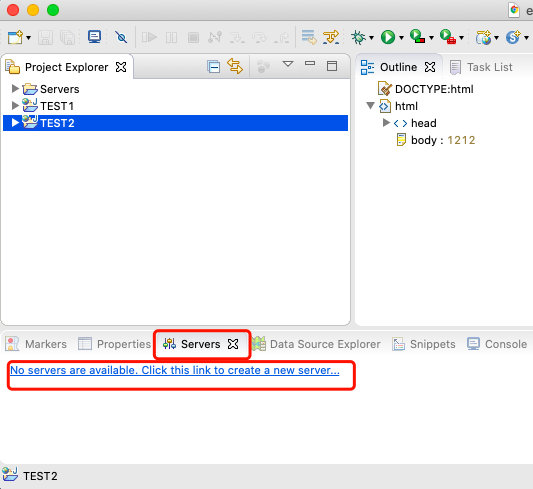 e
Project Explorer
Outline
Task List
Servers
TEST1
TEST2
DOCTYPE:html
html
head
body : 1212
Markers
Properties
Servers
Data Source Explorer
Snippets
Console
No servers are available. Click this link to create a new server...
TEST2